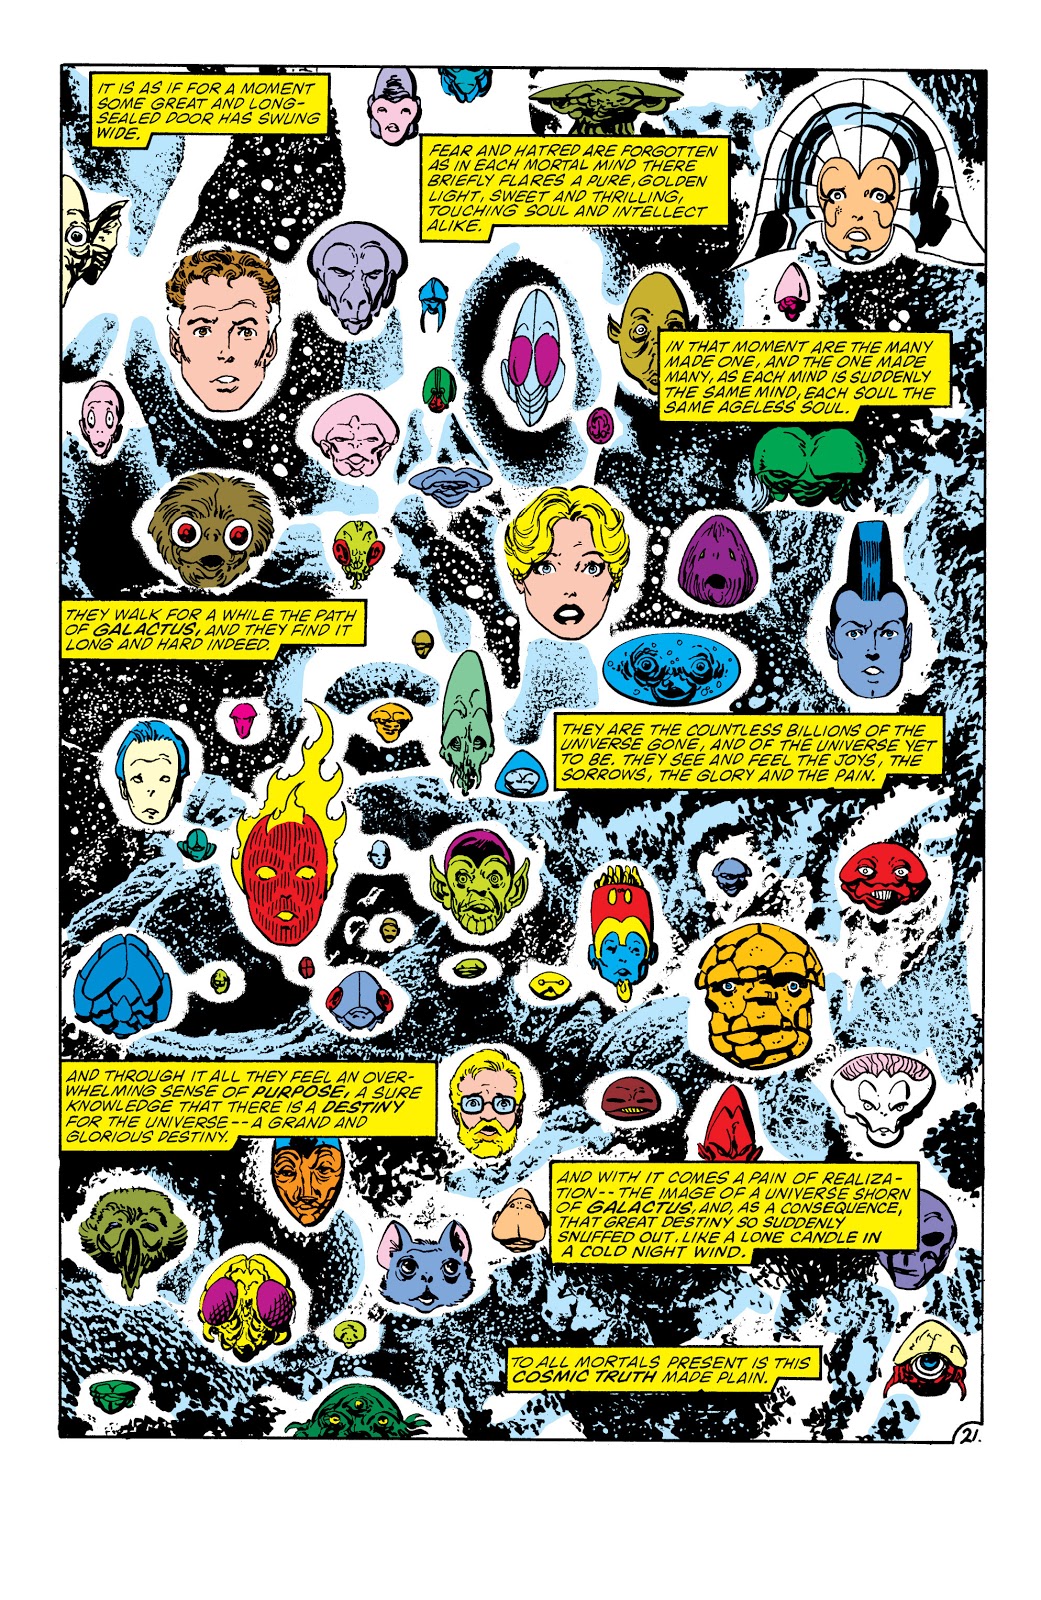 IT IS AS IF FOR A MOMENT
SOME GREAT AND LONG-
SEALED DOOR HAS SWUNG
WIDE.
FEAR AND HATRED ARE FORGOTTEN
AS IN EACH MORTAL MIND THERE
BRIEFLY FLARES A PURE, GOLDEN
LIGHT, SWEET AND THRILLING,
TOUCHING SOUL AND INTELLECT
ALIKE.
IN THAT MOMENT ARE THE MANY
MADE ONE, AND THE ONE MADE
MANY, AS EACH MIND IS SUDDENLY
THE SAME MIND, EACH SOUL THE
SAME AGELESS SOUL.
THEY WALK FOR A WHILE THE PATH
OF GALACTUS, AND THEY FIND IT
LONG AND HARD INDEED.
THEY ARE THE COUNTLESS BILLIONS OF THE
UNIVERSE GONE, AND OF THE UNIVERSE YET
TO BE. THEY SEE AND FEEL THE JOYS, THE
SORROWS, THE GLORY AND THE PAIN.
AND THROUGH IT ALL THEY FEEL AN OVER-
WHELMING SENSE OF PURPOSE, A SURE
KNOWLEDGE THAT THERE IS A DESTINY
FOR THE UNIVERSE -- A GRAND AND
GLORIOUS DESTINY.
AND WITH IT COMES A PAIN OF REALIZA-
TION -- THE IMAGE OF A UNIVERSE SHORN
OF GALACTUS, AND, AS A CONSEQUENCE,
THAT GREAT DESTINY SO SUDDENLY
SNUFFED OUT. LIKE A LONE CANDLE IN
A COLD NIGHT WIND.
TO ALL MORTALS PRESENT IS THIS
COSMIC TRUTH MADE PLAIN.
21.